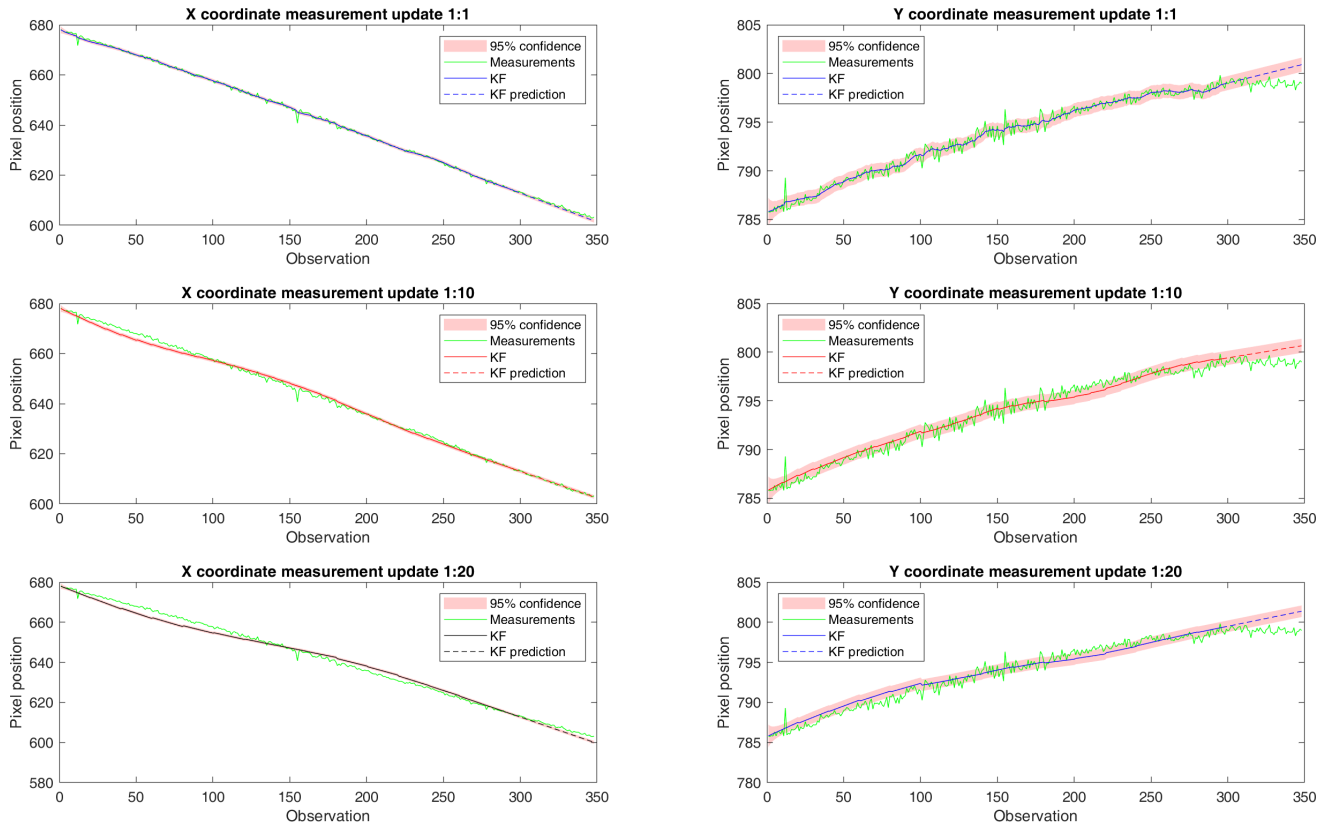 X coordinate measurement update 1:1
680
660
640
620
600
0
50
100
150
200
250
300
350
Pixel position
Observation
95% confidence
Measurements
KF
KF prediction
Y coordinate measurement update 1:1
805
800
795
790
785
0
50
100
150
200
250
300
350
Pixel position
Observation
95% confidence
Measurements
KF
KF prediction
X coordinate measurement update 1:10
680
660
640
620
600
0
50
100
150
200
250
300
350
Pixel position
Observation
95% confidence
Measurements
KF
KF prediction
Y coordinate measurement update 1:10
805
800
795
790
785
0
50
100
150
200
250
300
350
Pixel position
Observation
95% confidence
Measurements
KF
KF prediction
X coordinate measurement update 1:20
680
660
640
620
600
580
0
50
100
150
200
250
300
350
Pixel position
Observation
95% confidence
Measurements
KF
KF prediction
Y coordinate measurement update 1:20
805
800
795
790
785
780
0
50
100
150
200
250
300
350
Pixel position
Observation
95% confidence
Measurements
KF
KF prediction